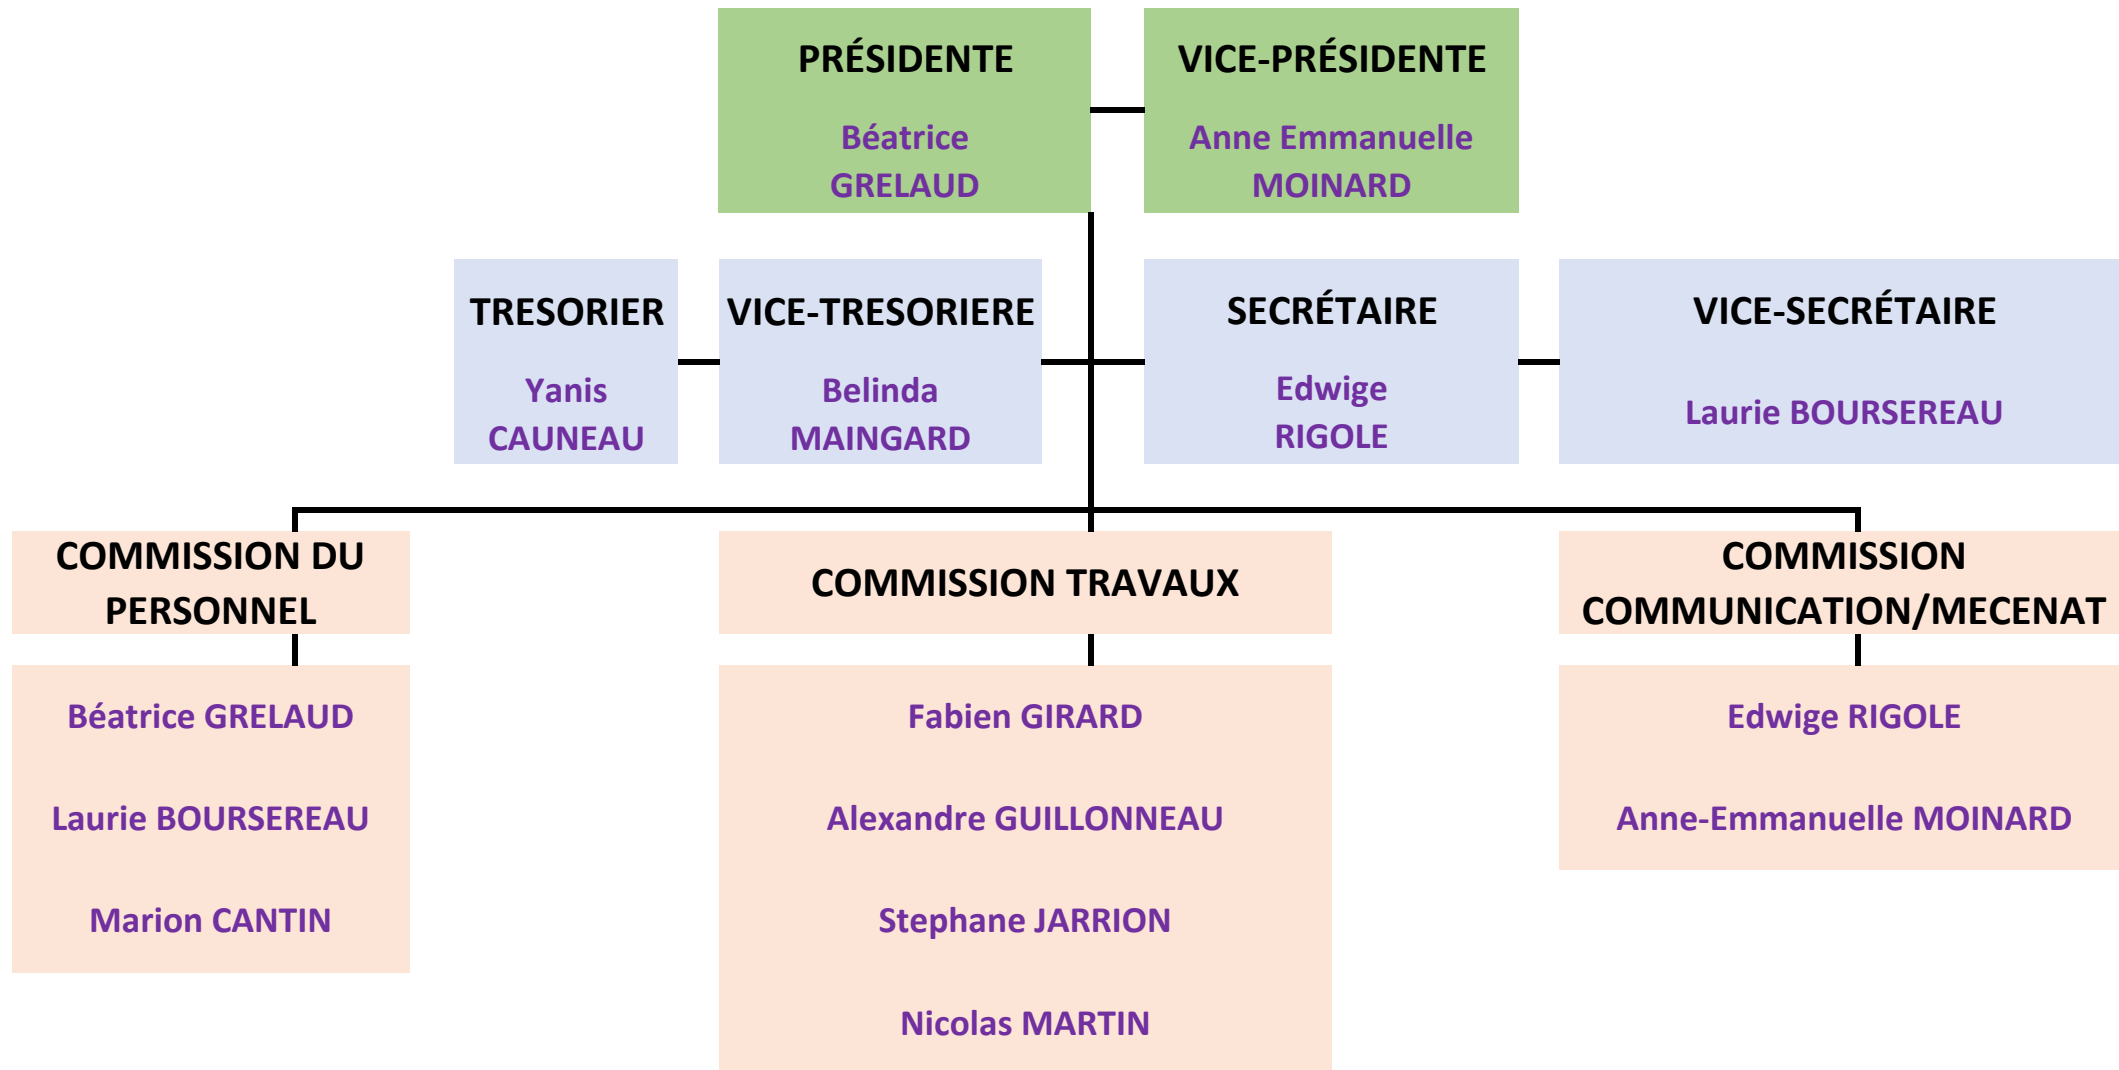 PRÉSIDENTE
Béatrice
GRELAUD
VICE-PRÉSIDENTE
Anne Emmanuelle
MOINARD
TRESORIER
Yanis
CAUNEAU
VICE-TRESORIERE
Belinda
MAINGARD
SECRÉTAIRE
Edwige
RIGOLE
VICE-SECRÉTAIRE
Laurie BOURSEREAU
COMMISSION DU
PERSONNEL
Béatrice GRELAUD
Laurie BOURSEREAU
Marion CANTIN
COMMISSION TRAVAUX
Fabien GIRARD
Alexandre GUILLONNEAU
Stephane JARRION
Nicolas MARTIN
COMMISSION
COMMUNICATION/MECENAT
Edwige RIGOLE
Anne-Emmanuelle MOINARD